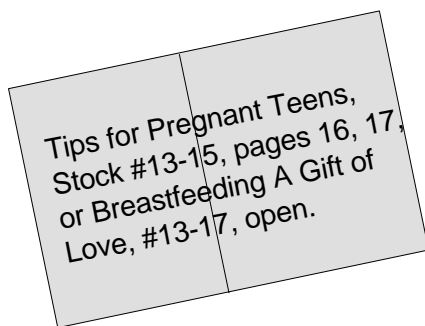 Tips for Pregnant Teens,
Stock #13-15, pages 16, 17,
or Breastfeeding A Gift of
Love, #13-17, open.